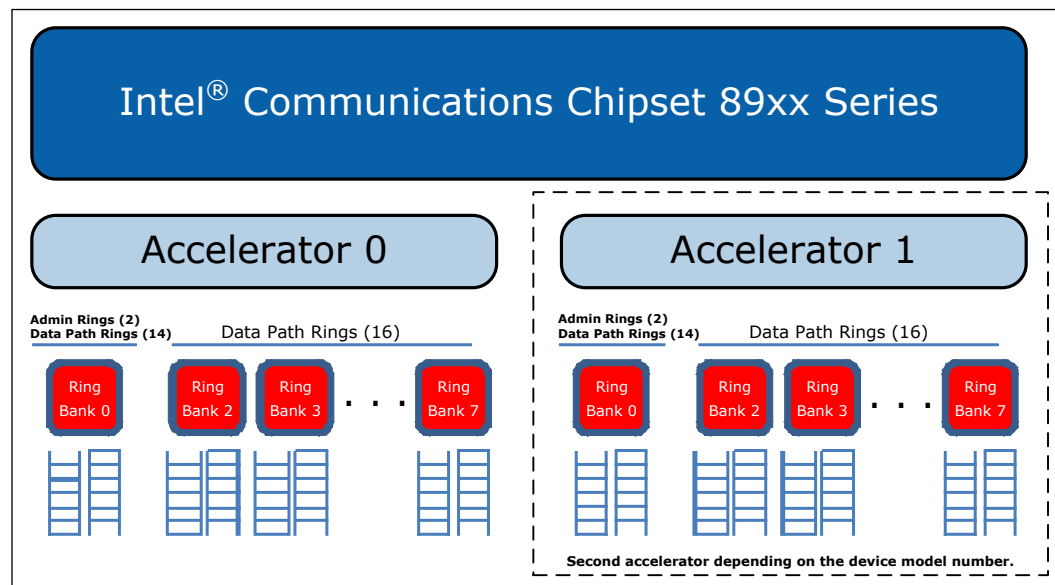 Intel® Communications Chipset 89xx Series
Accelerator 0
Admin Rings (2)
Data Path Rings (14)
Data Path Rings (16)
Ring
Bank 0
Ring
Bank 2
Ring
Bank 3
. . .
Ring
Bank 7
Accelerator 1
Admin Rings (2)
Data Path Rings (14)
Data Path Rings (16)
Ring
Bank 0
Ring
Bank 2
Ring
Bank 3
. . .
Ring
Bank 7
Second accelerator depending on the device model number.